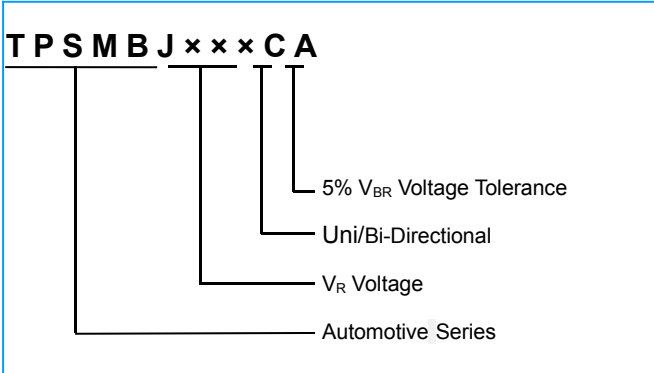 TPSMBJ×××CA
5% VBR Voltage Tolerance
Uni/Bi-Directional
VR Voltage
Automotive Series